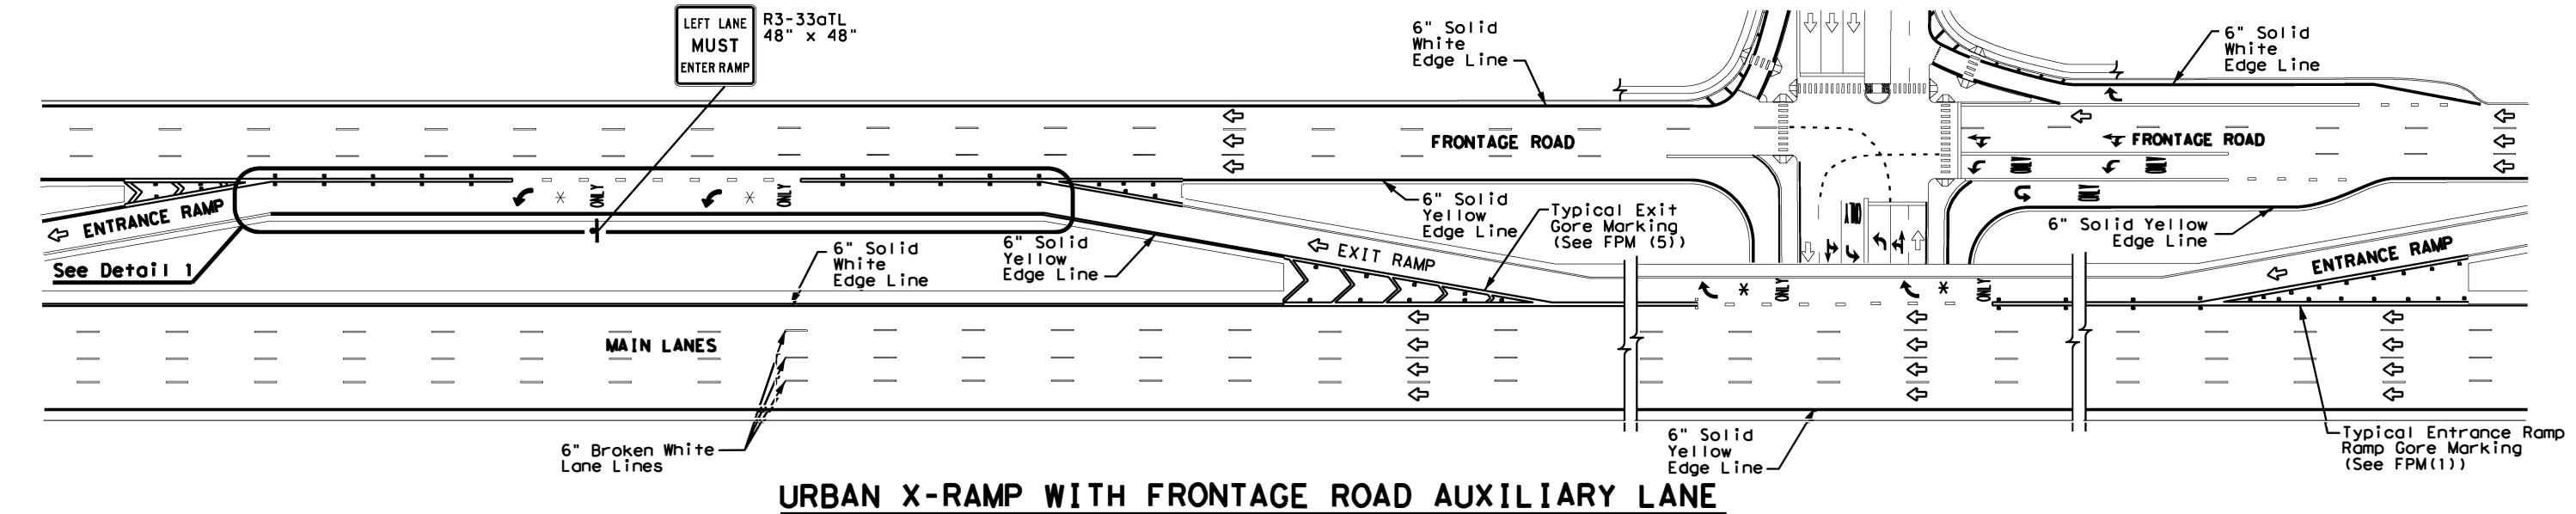 LEFT LANE
MUST
ENTER RAMP
R3-33aTL
48" x 48"
6" Solid
White
Edge Line
6" Solid
White
Edge Line
FRONTAGE ROAD
FRONTAGE ROAD
ONLY
ONLY
ONLY
ONLY
ONLY
ONLY
ENTRANCE RAMP
See Detail 1
6" Solid
White
Edge Line
6" Solid
Yellow
Edge Line
EXIT RAMP
6" Solid
Yellow
Edge Line
Typical Exit
Gore Marking
(See FPM (5))
6" Solid Yellow
Edge Line
ENTRANCE RAMP
ONLY
ONLY
MAIN LANES
6" Broken White
Lane Lines
6" Solid
Yellow
Edge Line
Typical Entrance Ramp
Ramp Gore Marking
(See FPM(1))
URBAN X-RAMP WITH FRONTAGE ROAD AUXILIARY LANE